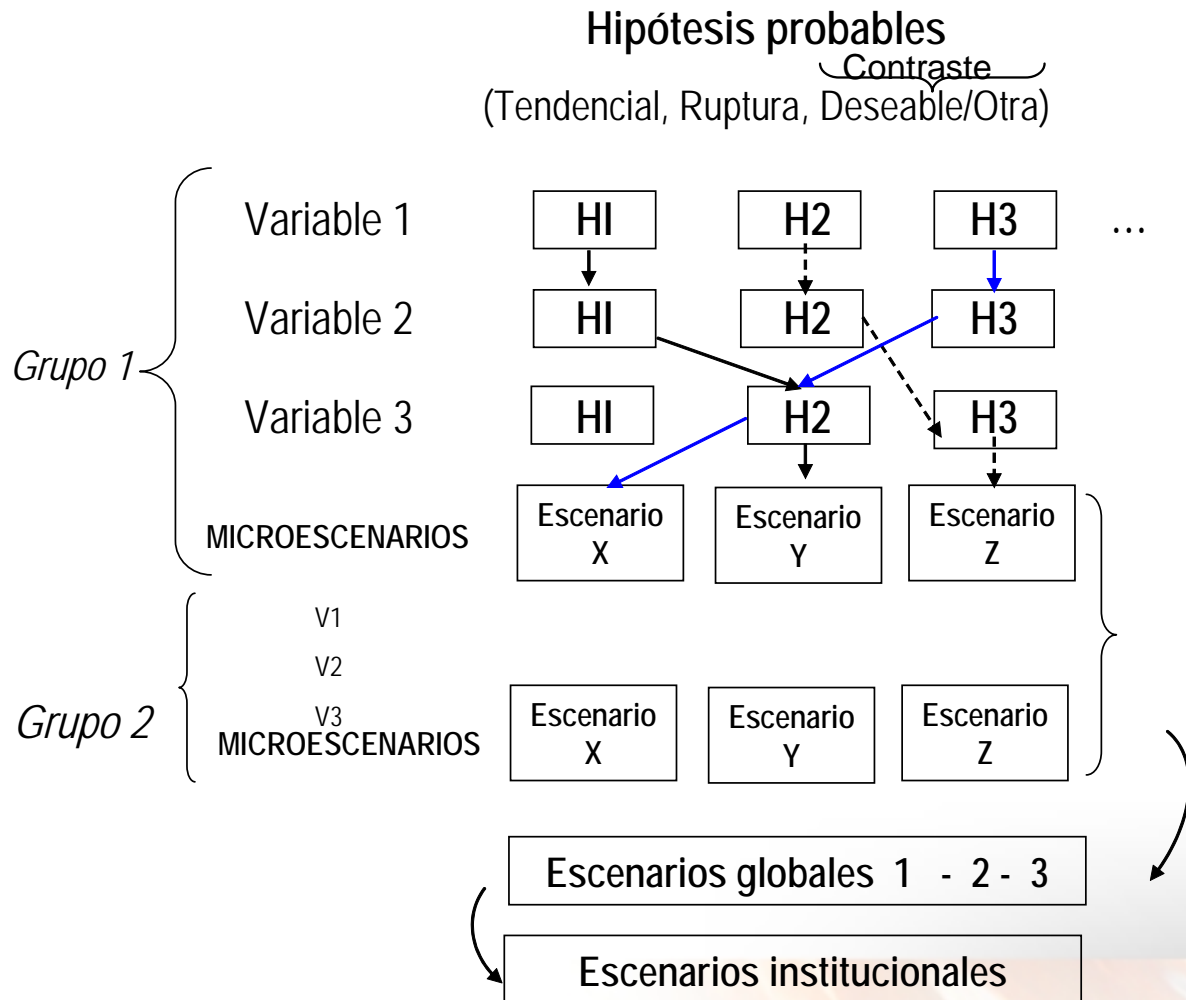 Hipótesis probables
Contraste
(Tendencial, Ruptura, Deseable/Otra)
Variable 1 HI H2 H3 ...
Variable 2 HI H2 H3
Grupo 1
Variable 3 HI H2 H3
MICROESCENARIOS
Escenario X
Escenario Y
Escenario Z
V1
V2
Grupo 2
V3
MICROESCENARIOS
Escenario X
Escenario Y
Escenario Z
Escenarios globales 1 - 2 - 3
Escenarios institucionales